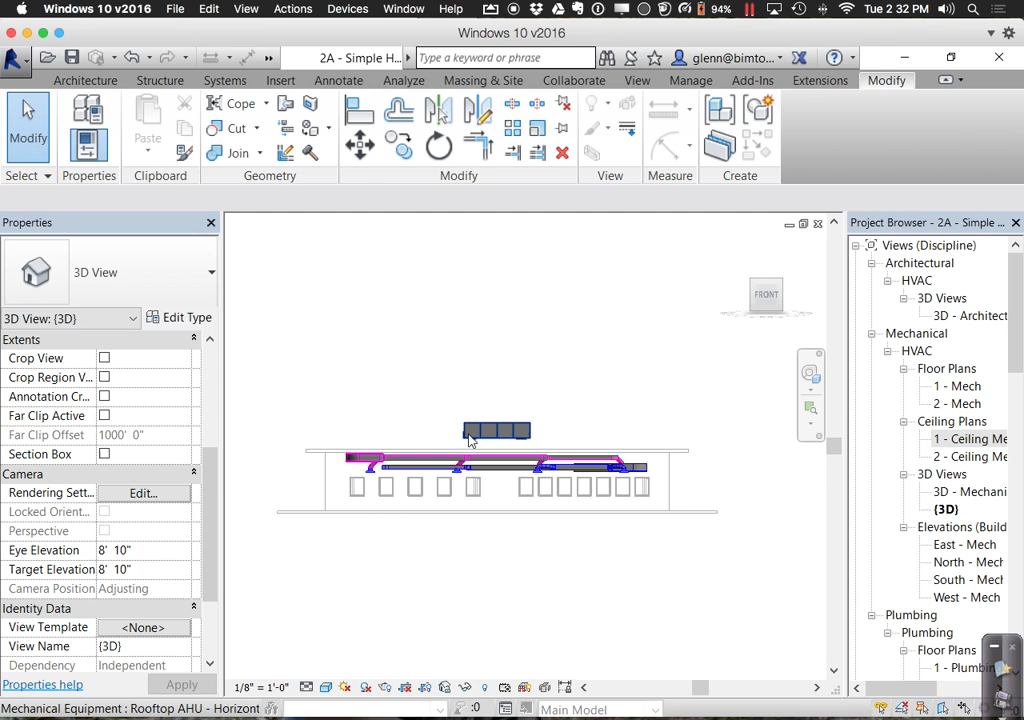 Windows 10 v2016 File Edit View Actions Devices Window Help 94% Tue 2 32 PM
Windows 10 v2016
2A - Simple H... Type a keyword or phrase glenn@bimto...
Architecture Structure Systems Insert Annotate Analyze Massing & Site Collaborate View Manage Add-Ins Extensions Modify
Modify Paste Cope
Cut
Join
Select Properties Clipboard Geometry Modify View Measure Create
Properties
3D View
3D View: {3D} Edit Type
Extents
Crop View
Crop Region V...
Annotation Cr...
Far Clip Active
Far Clip Offset 1000' 0"
Section Box
Camera
Rendering Sett... Edit...
Locked Orient...
Perspective
Eye Elevation 8' 10"
Target Elevation 8' 10"
Camera Position Adjusting
Identity Data
View Template <None>
View Name {3D}
Dependency Independent
Properties help Apply
FRONT
1/8" = 1'-0"
Project Browser - 2A - Simple ...
Views (Discipline)
Architectural
HVAC
3D Views
3D - Architect
Mechanical
HVAC
Floor Plans
1 - Mech
2 - Mech
Ceiling Plans
1 - Ceiling Me
2 - Ceiling Me
3D Views
3D - Mechani
{3D}
Elevations (Build
East - Mech
North - Mech
South - Mech
West - Mech
Plumbing
Plumbing
Floor Plans
1 - Plumbin
Mechanical Equipment : Rooftop AHU - Horizont :0 Main Model